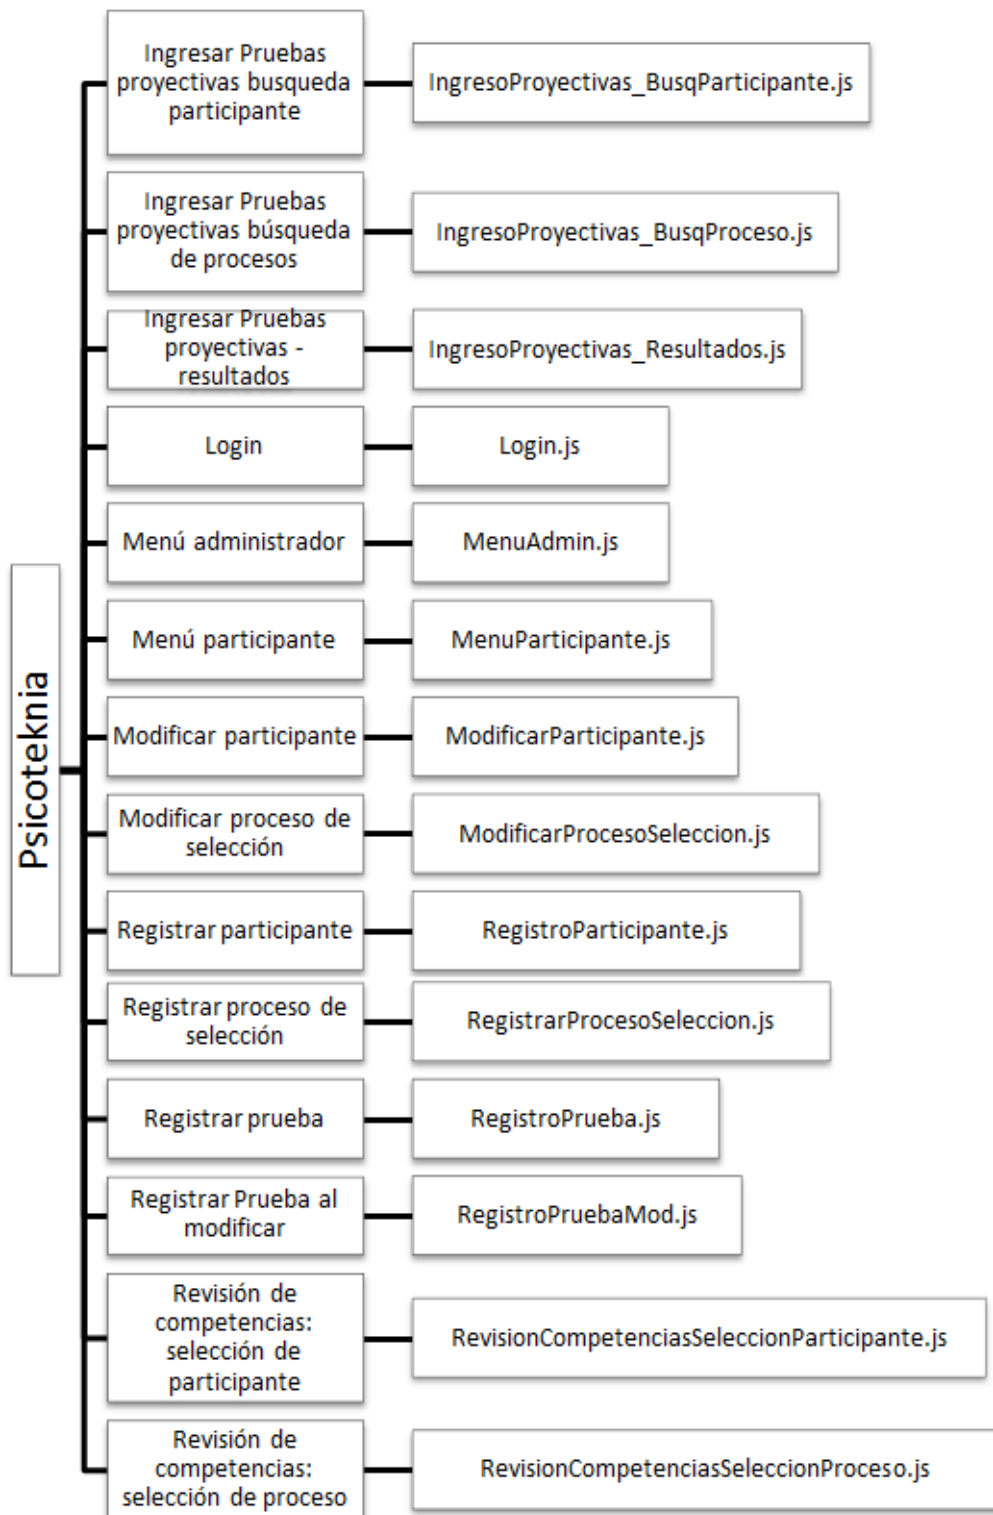 Psicoteknia
Ingresar Pruebas
proyectivas busqueda
participante
IngresoProyectivas_BusqParticipante.js
Ingresar Pruebas
proyectivas búsqueda
de procesos
IngresoProyectivas_BusqProceso.js
Ingresar Pruebas
proyectivas -
resultados
IngresoProyectivas_Resultados.js
Login
Login.js
Menú administrador
MenuAdmin.js
Menú participante
MenuParticipante.js
Modificar participante
ModificarParticipante.js
Modificar proceso de
selección
ModificarProcesoSeleccion.js
Registrar participante
RegistroParticipante.js
Registrar proceso de
selección
RegistrarProcesoSeleccion.js
Registrar prueba
RegistroPrueba.js
Registrar Prueba al
modificar
RegistroPruebaMod.js
Revisión de
competencias:
selección de
participante
RevisionCompetenciasSeleccionParticipante.js
Revisión de
competencias:
selección de proceso
RevisionCompetenciasSeleccionProceso.js